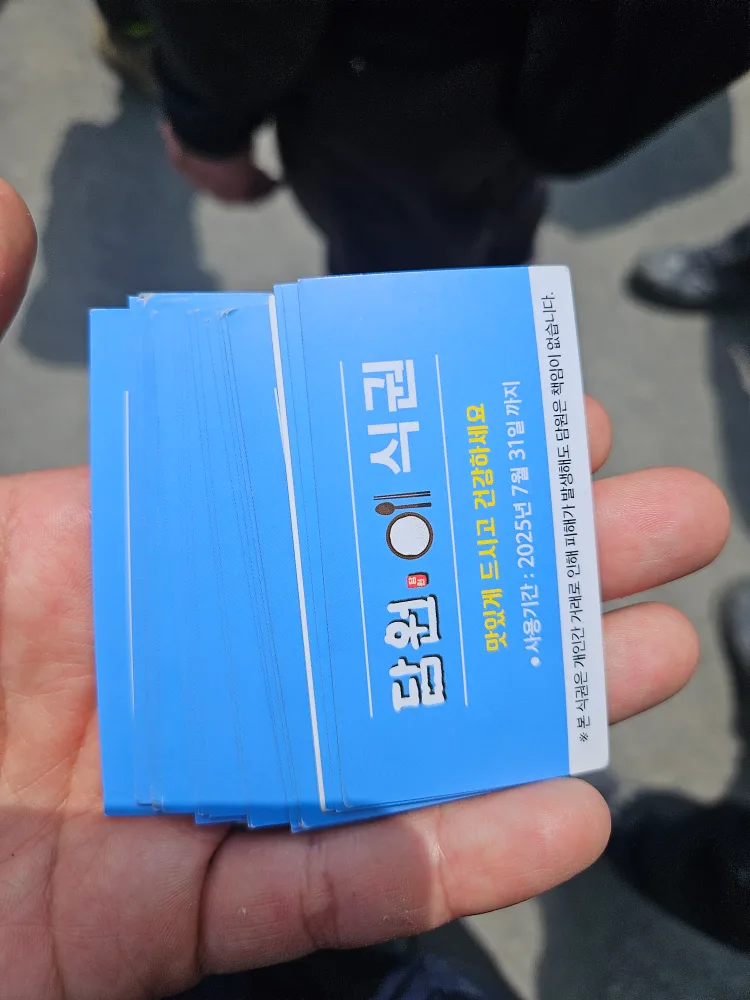 담원 식권
맛있게 드시고 건강하세요
• 사용기간 : 2025년 7월 31일 까지
※ 본 식권은 개인간 거래로 인해 피해가 발생해도 담원은 책임이 없습니다.